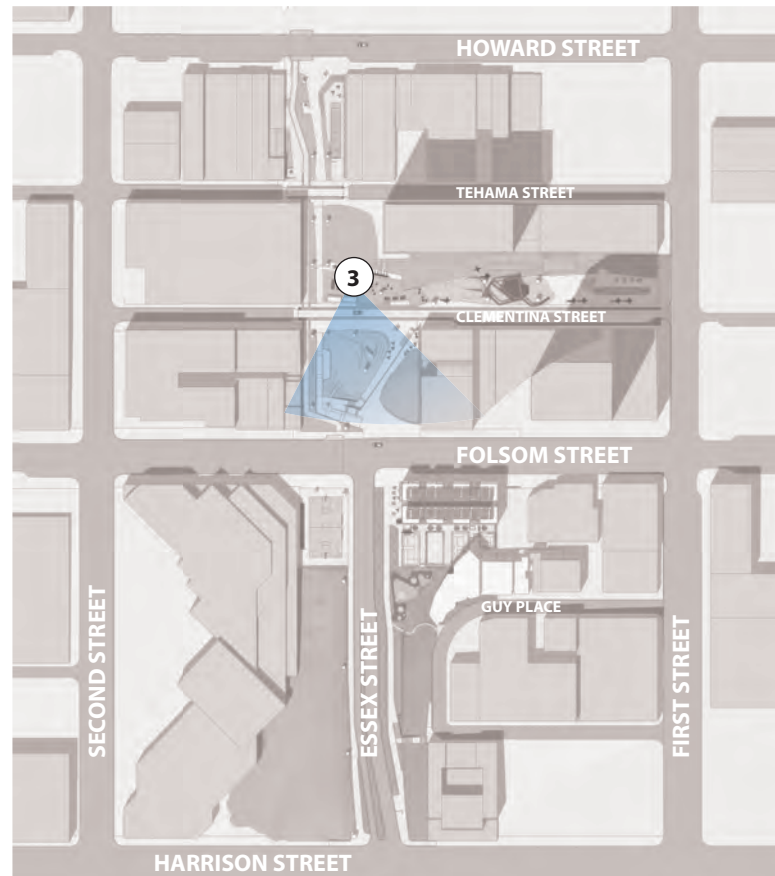 HOWARD STREET
TEHAMA STREET
3
CLEMENTINA STREET
FOLSOM STREET
GUY PLACE
SECOND STREET
ESSEX STREET
FIRST STREET
HARRISON STREET